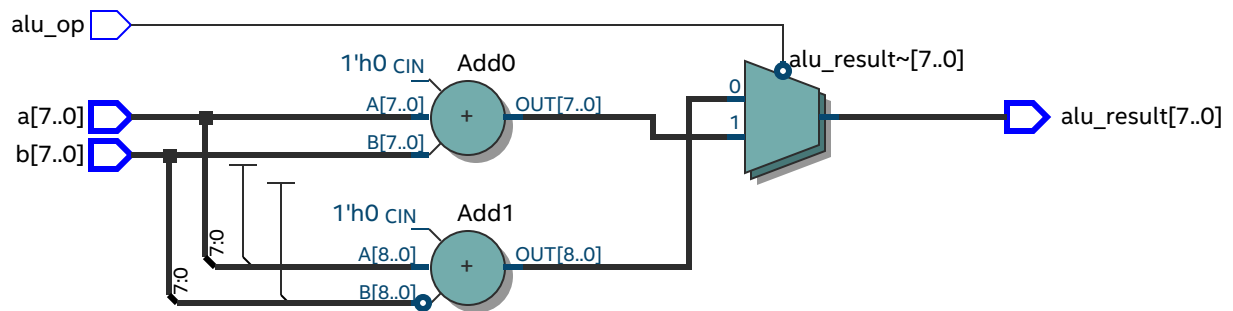 alu_op
1'h0 CIN
Add0
alu_result~[7..0]
0
a[7..0]
A[7..0]
+
OUT[7..0]
1
alu_result[7..0]
b[7..0]
B[7..0]
1'h0 CIN
Add1
7:0
A[8..0]
+
OUT[8..0]
7:0
B[8..0]